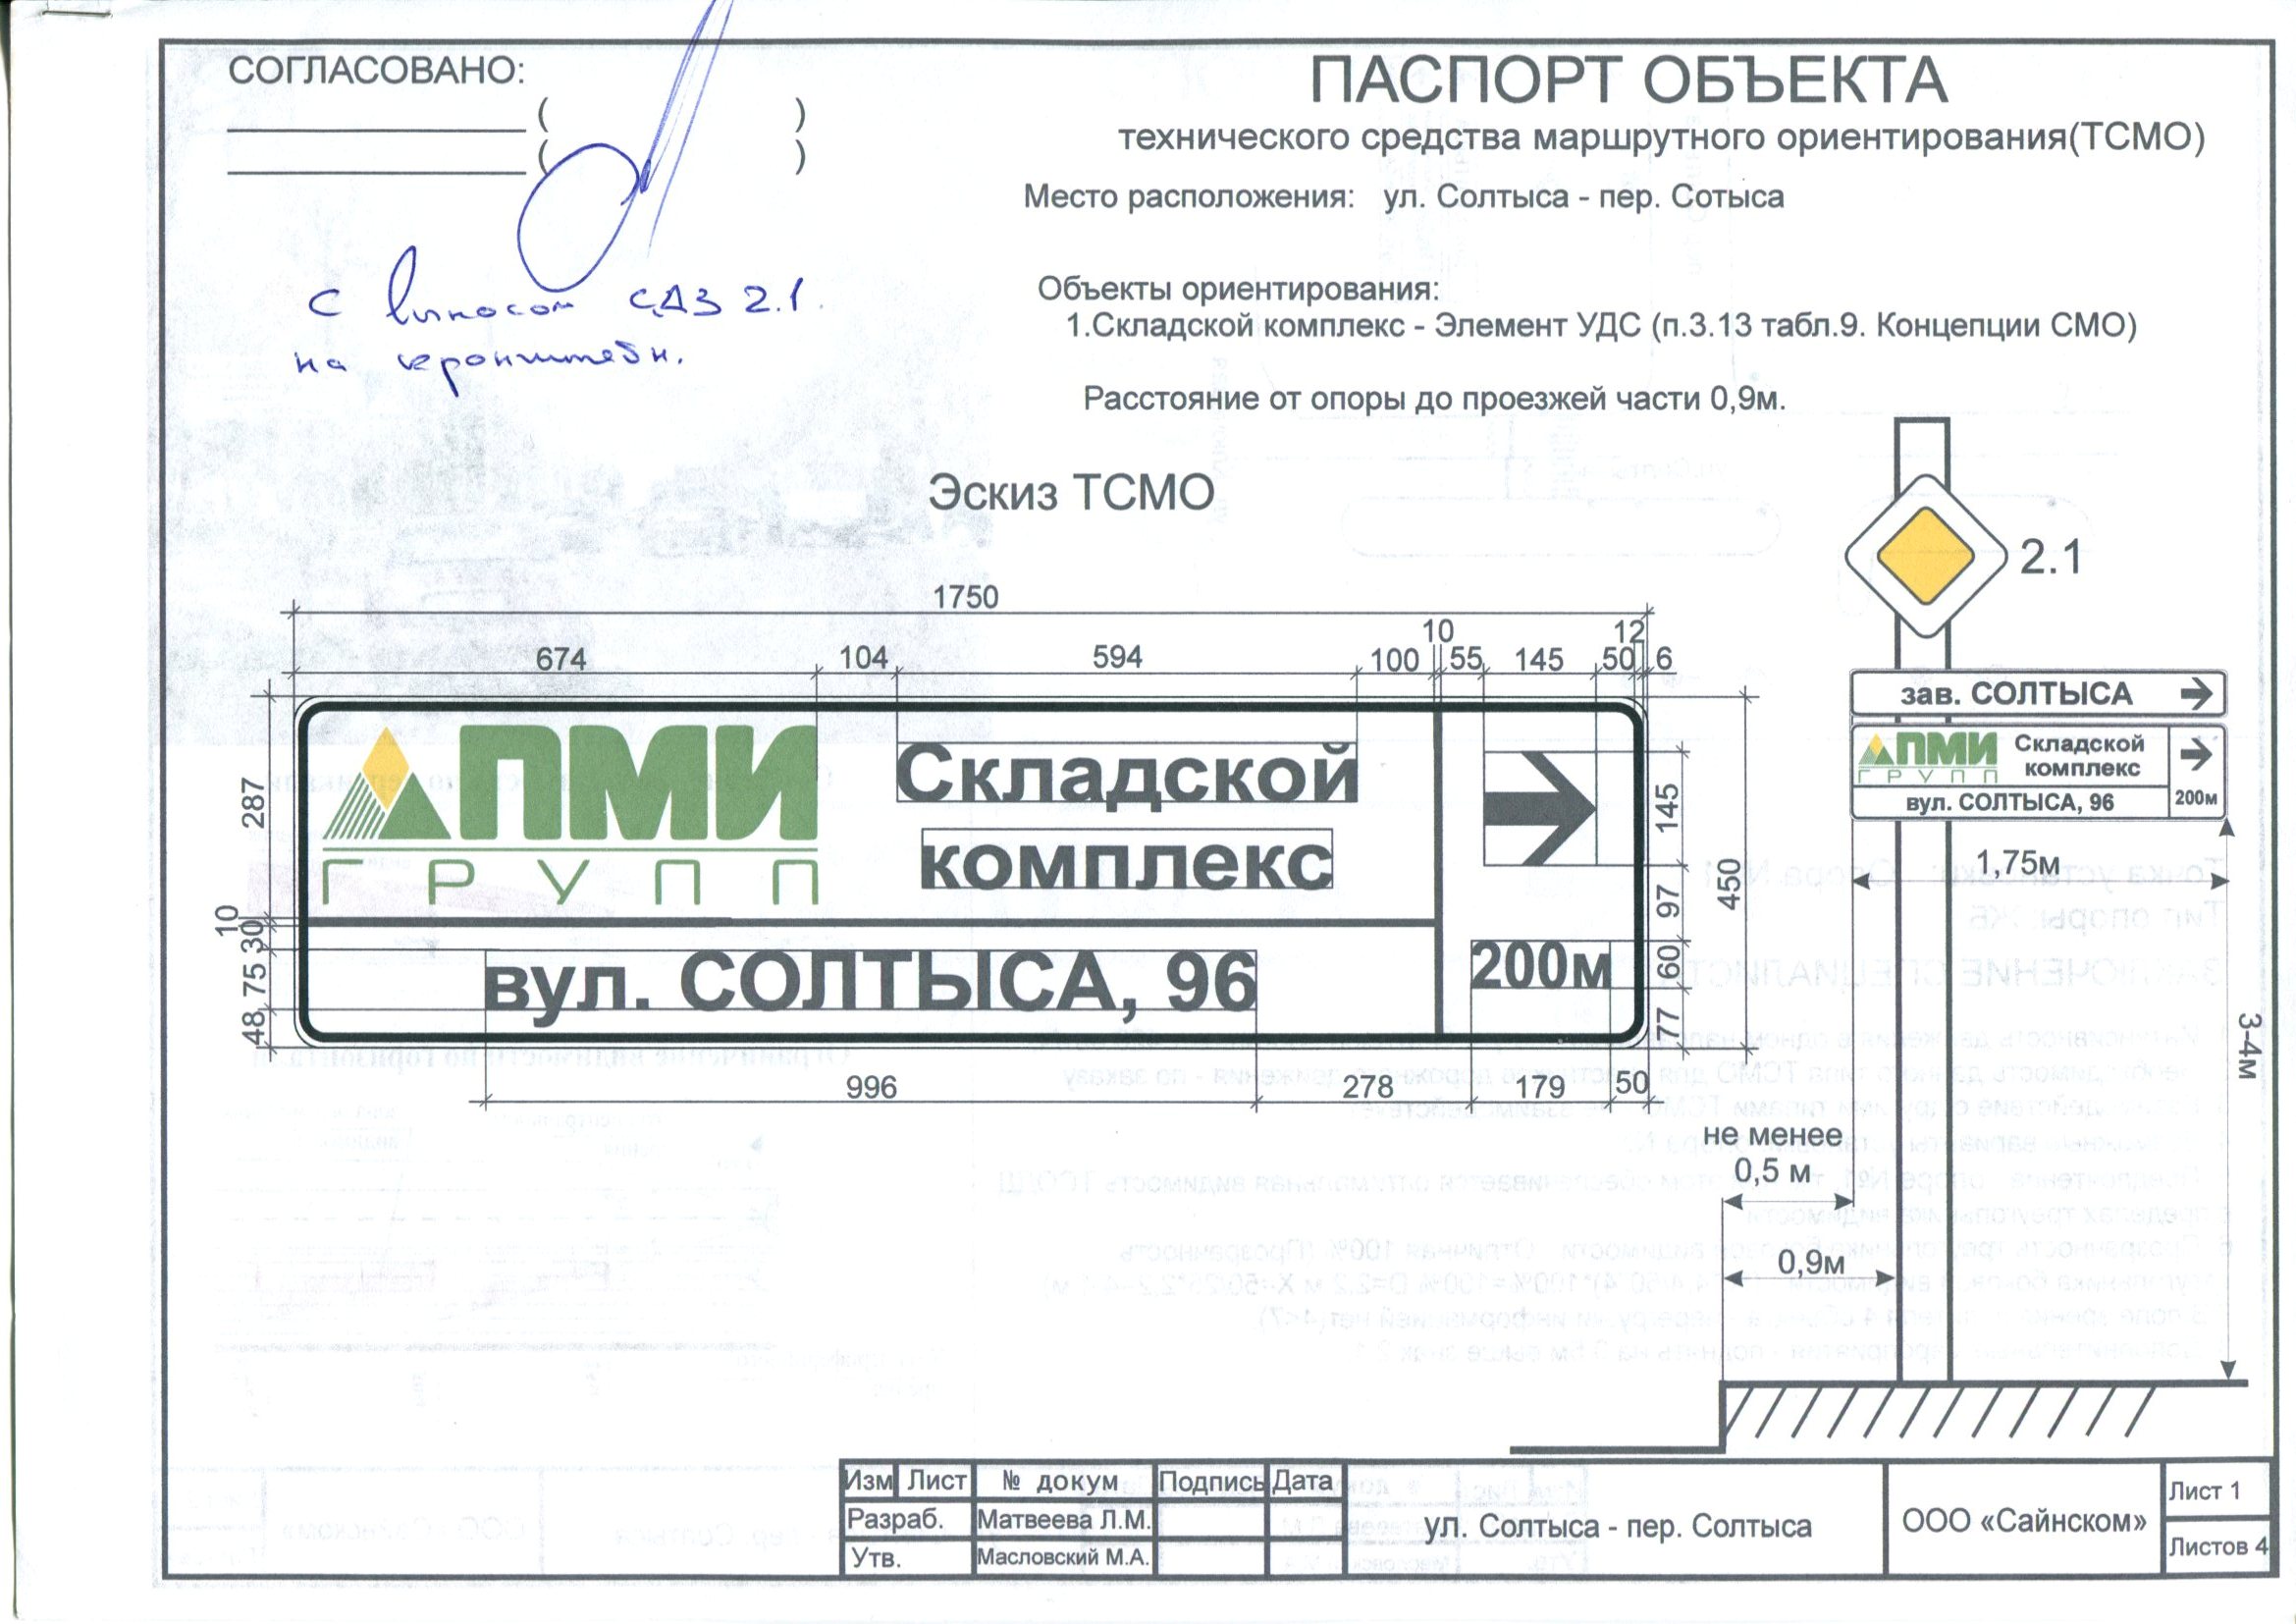 СОГЛАСОВАНО:
( )
( )
с выносом СДЗ 2.1
на кронштейн.
ПАСПОРТ ОБЪЕКТА
технического средства маршрутного ориентирования(ТСМО)
Место расположения: ул. Солтыса - пер. Сотыса
Объекты ориентирования:
1.Складской комплекс - Элемент УДС (п.3.13 табл.9. Концепции СМО)
Расстояние от опоры до проезжей части 0,9м.
Эскиз ТСМО
1750
674 104 594 100 10 55 145 50 12 6
287
10
30
75
48
ПМИ
ГРУПП
Складской
комплекс
вул. СОЛТЫСА, 96
200м
145
97
60
77
450
996 278 179 50
2.1
зав. СОЛТЫСА
ПМИ
ГРУПП
Складской
комплекс
вул. СОЛТЫСА, 96
200м
1,75м
3-4м
не менее
0,5 м
0,9м
Изм Лист № докум Подпись Дата
Разраб. Матвеева Л.М.
Утв. Масловский М.А.
ул. Солтыса - пер. Солтыса
ООО «Сайнском»
Лист 1
Листов 4